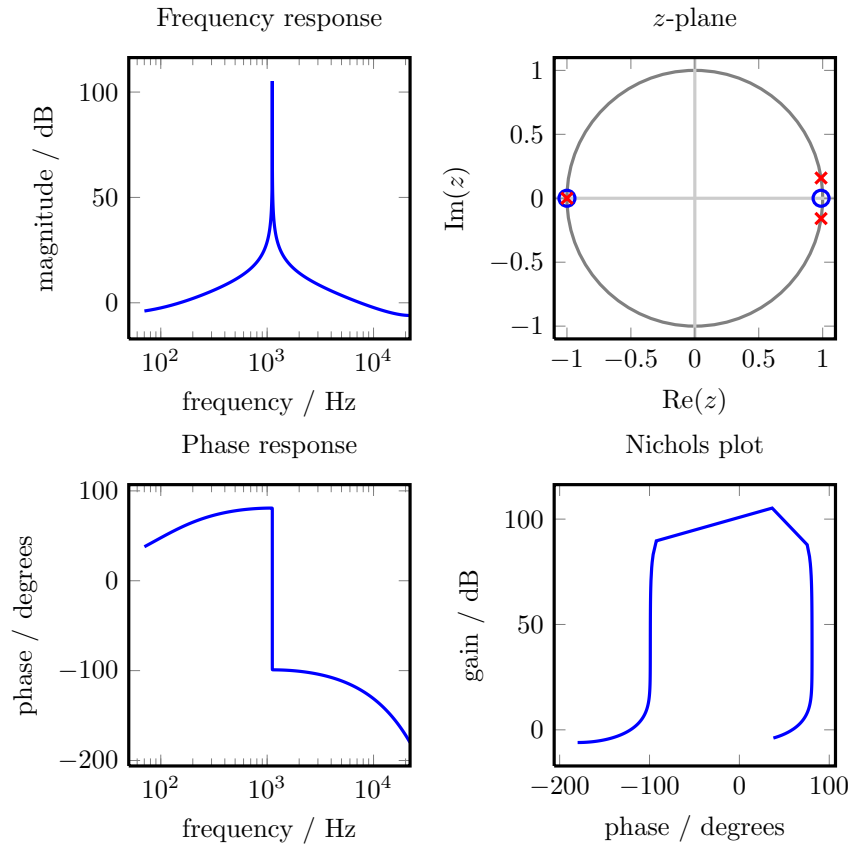 Frequency response
magnitude / dB
100
50
0
10^2
10^3
10^4
frequency / Hz
z-plane
Im(z)
1
0.5
0
−0.5
−1
−1
−0.5
0
0.5
1
Re(z)
Phase response
phase / degrees
100
0
−100
−200
10^2
10^3
10^4
frequency / Hz
Nichols plot
gain / dB
100
50
0
−200
−100
0
100
phase / degrees